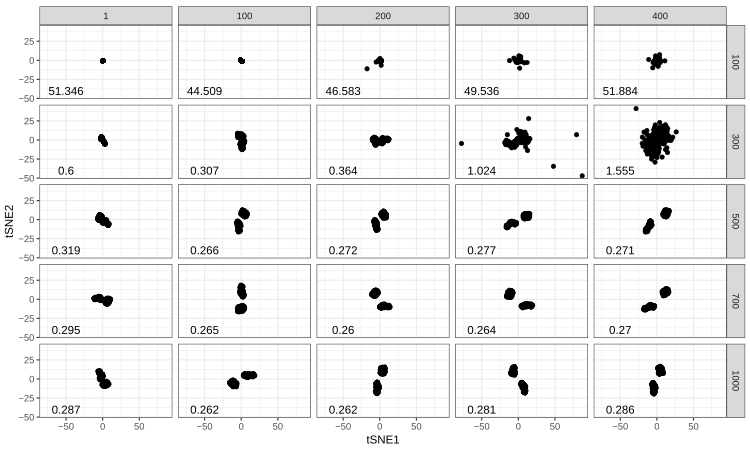 1 100 200 300 400
25 0 −25 −50 51.346 44.509 46.583 49.536 51.884 100
25 0 −25 −50 0.6 0.307 0.364 1.024 1.555 300
25 0 −25 −50 0.319 0.266 0.272 0.277 0.271 500
25 0 −25 −50 0.295 0.265 0.26 0.264 0.27 700
25 0 −25 −50 0.287 0.262 0.262 0.281 0.286 1000
−50 0 50 −50 0 50 −50 0 50 −50 0 50 −50 0 50
tSNE1
tSNE2